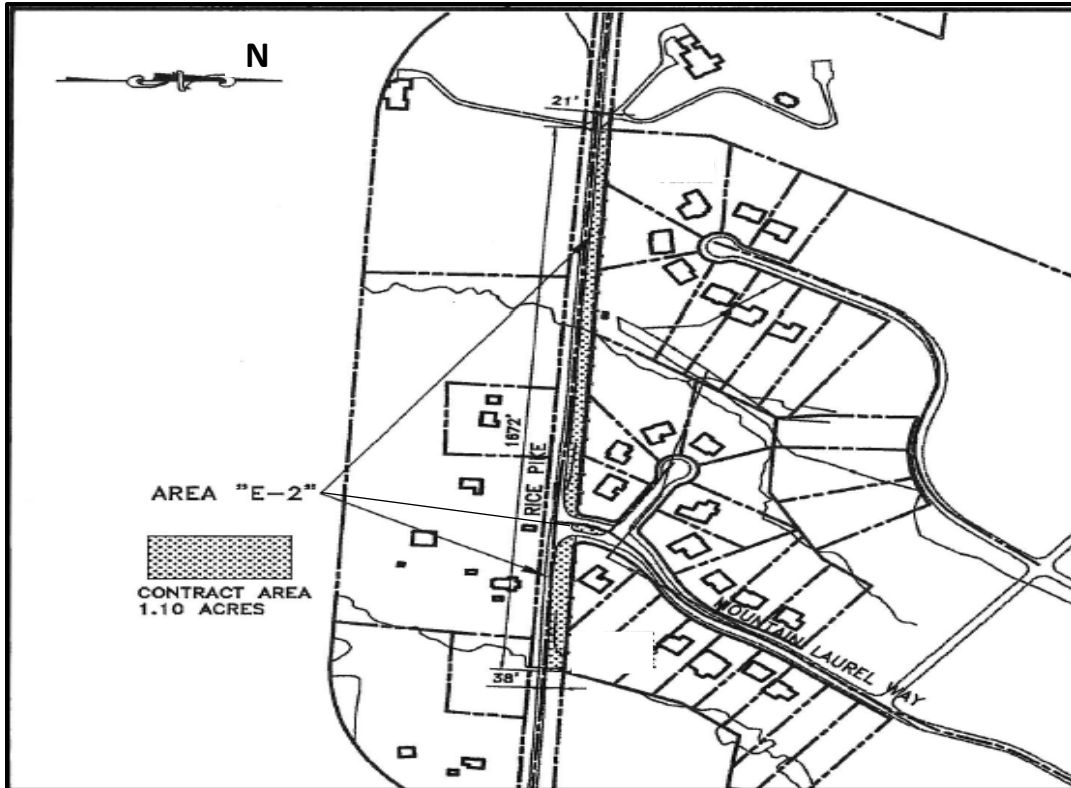 N
21'
1672'
RICE PIKE
AREA "E-2"
CONTRACT AREA
1.10 ACRES
MOUNTAIN LAUREL WAY
38'